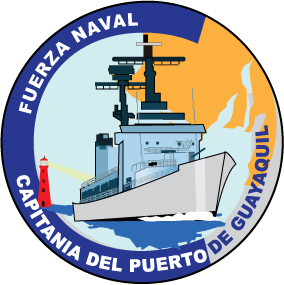 FUERZA NAVAL
CAPITANIA DEL PUERTO DE GUAYAQUIL